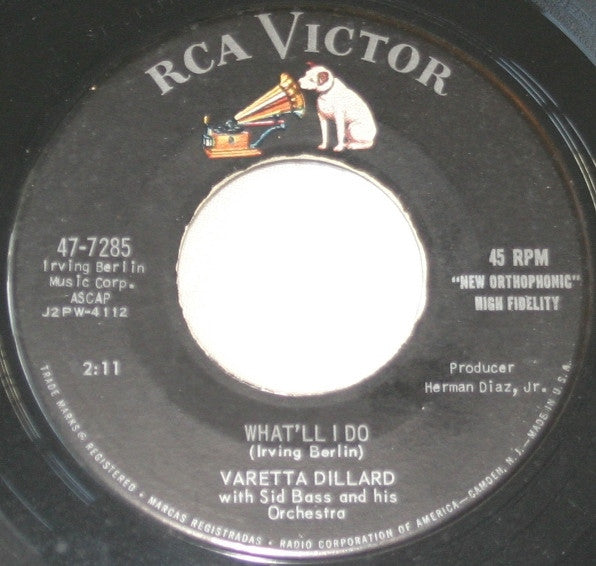 RCA VICTOR
47-7285
Irving Berlin
Music Corp.
ASCAP
J2PW-4112
2:11
45 RPM
"NEW ORTHOPHONIC"
HIGH FIDELITY
Producer
Herman Diaz, Jr.
WHAT'LL I DO
(Irving Berlin)
VARETTA DILLARD
with Sid Bass and his
Orchestra
TRADE MARKS ® REGISTERED • MARCAS REGISTRADAS • RADIO CORPORATION OF AMERICA—CAMDEN, N.J. MADE IN U.S.A.